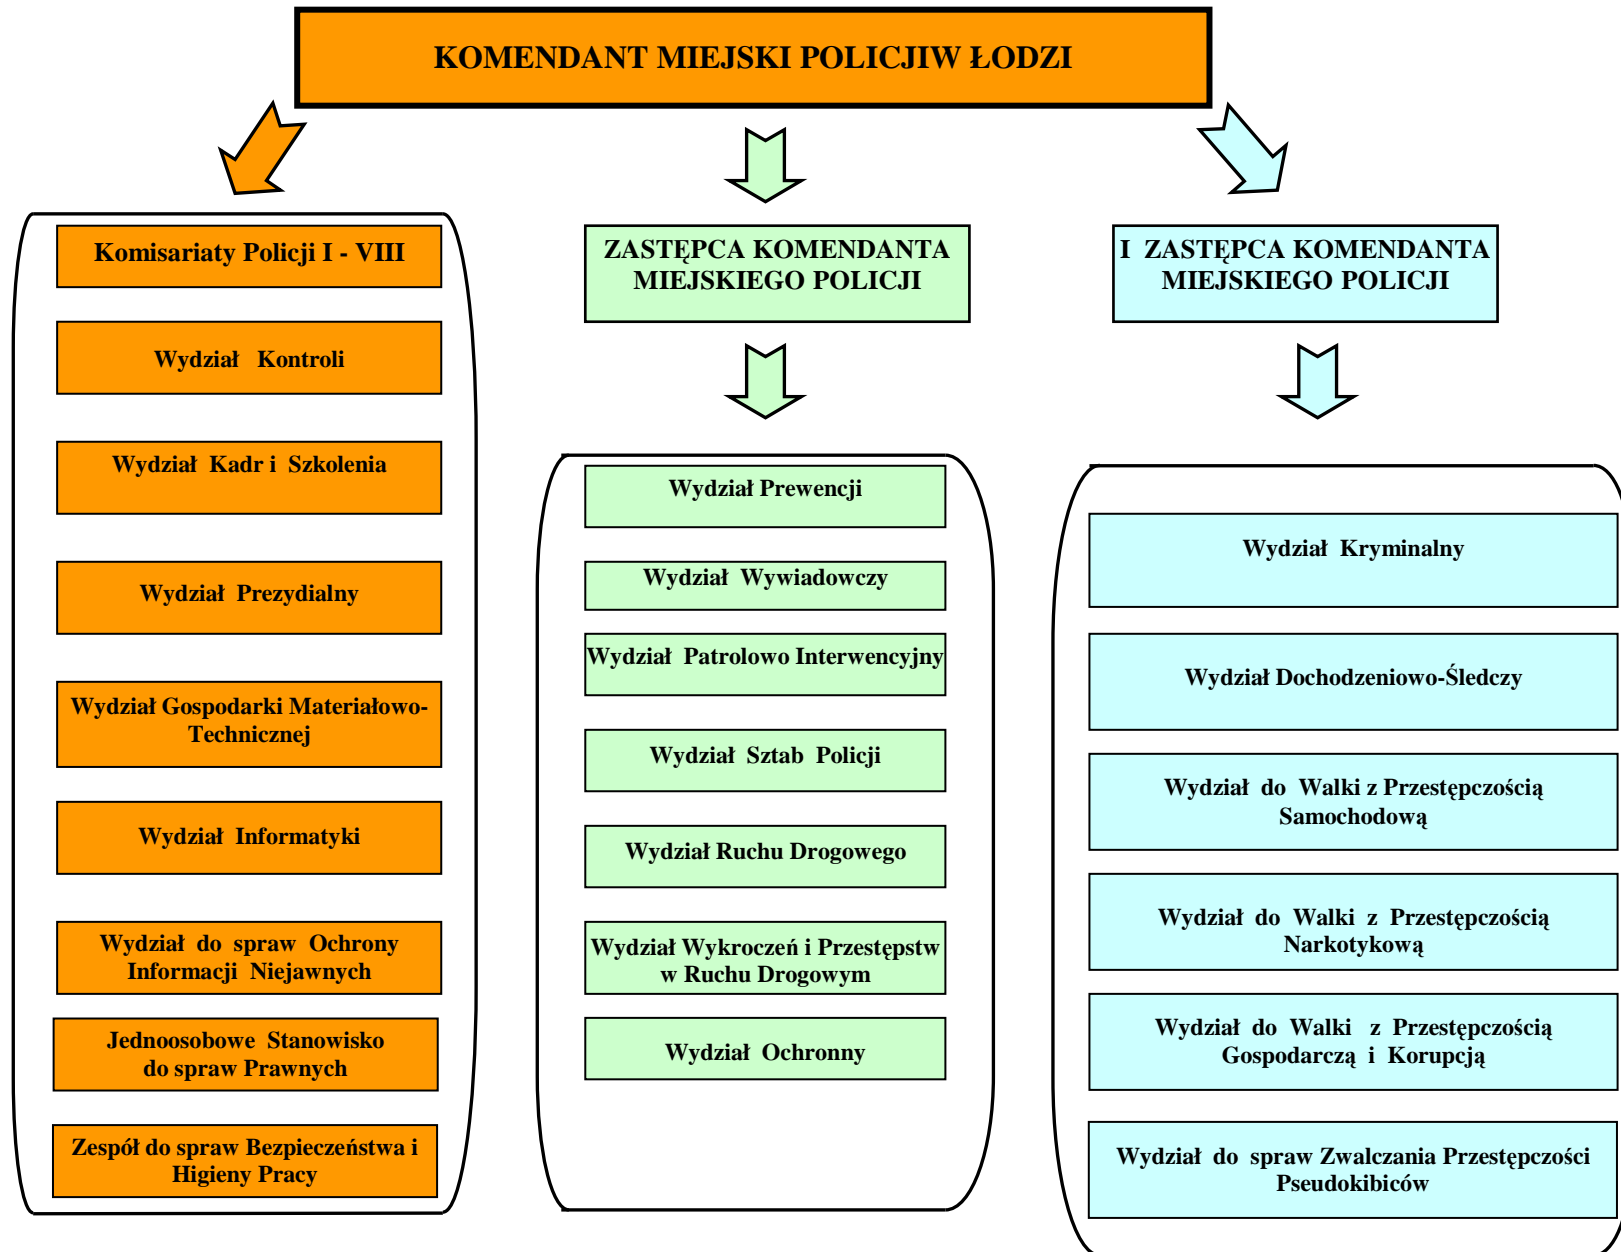 KOMENDANT MIEJSKI POLICJIW ŁODZI
Komisariaty Policji I - VIII
Wydział Kontroli
Wydział Kadr i Szkolenia
Wydział Prezydialny
Wydział Gospodarki Materiałowo-
Technicznej
Wydział Informatyki
Wydział do spraw Ochrony
Informacji Niejawnych
Jednoosobowe Stanowisko
do spraw Prawnych
Zespół do spraw Bezpieczeństwa i
Higieny Pracy
ZASTĘPCA KOMENDANTA
MIEJSKIEGO POLICJI
Wydział Prewencji
Wydział Wywiadowczy
Wydział Patrolowo Interwencyjny
Wydział Sztab Policji
Wydział Ruchu Drogowego
Wydział Wykroczeń i Przestępstw
w Ruchu Drogowym
Wydział Ochronny
I ZASTĘPCA KOMENDANTA
MIEJSKIEGO POLICJI
Wydział Kryminalny
Wydział Dochodzeniowo-Śledczy
Wydział do Walki z Przestępczością
Samochodową
Wydział do Walki z Przestępczością
Narkotykową
Wydział do Walki z Przestępczością
Gospodarczą i Korupcją
Wydział do spraw Zwalczania Przestępczości
Pseudokibiców